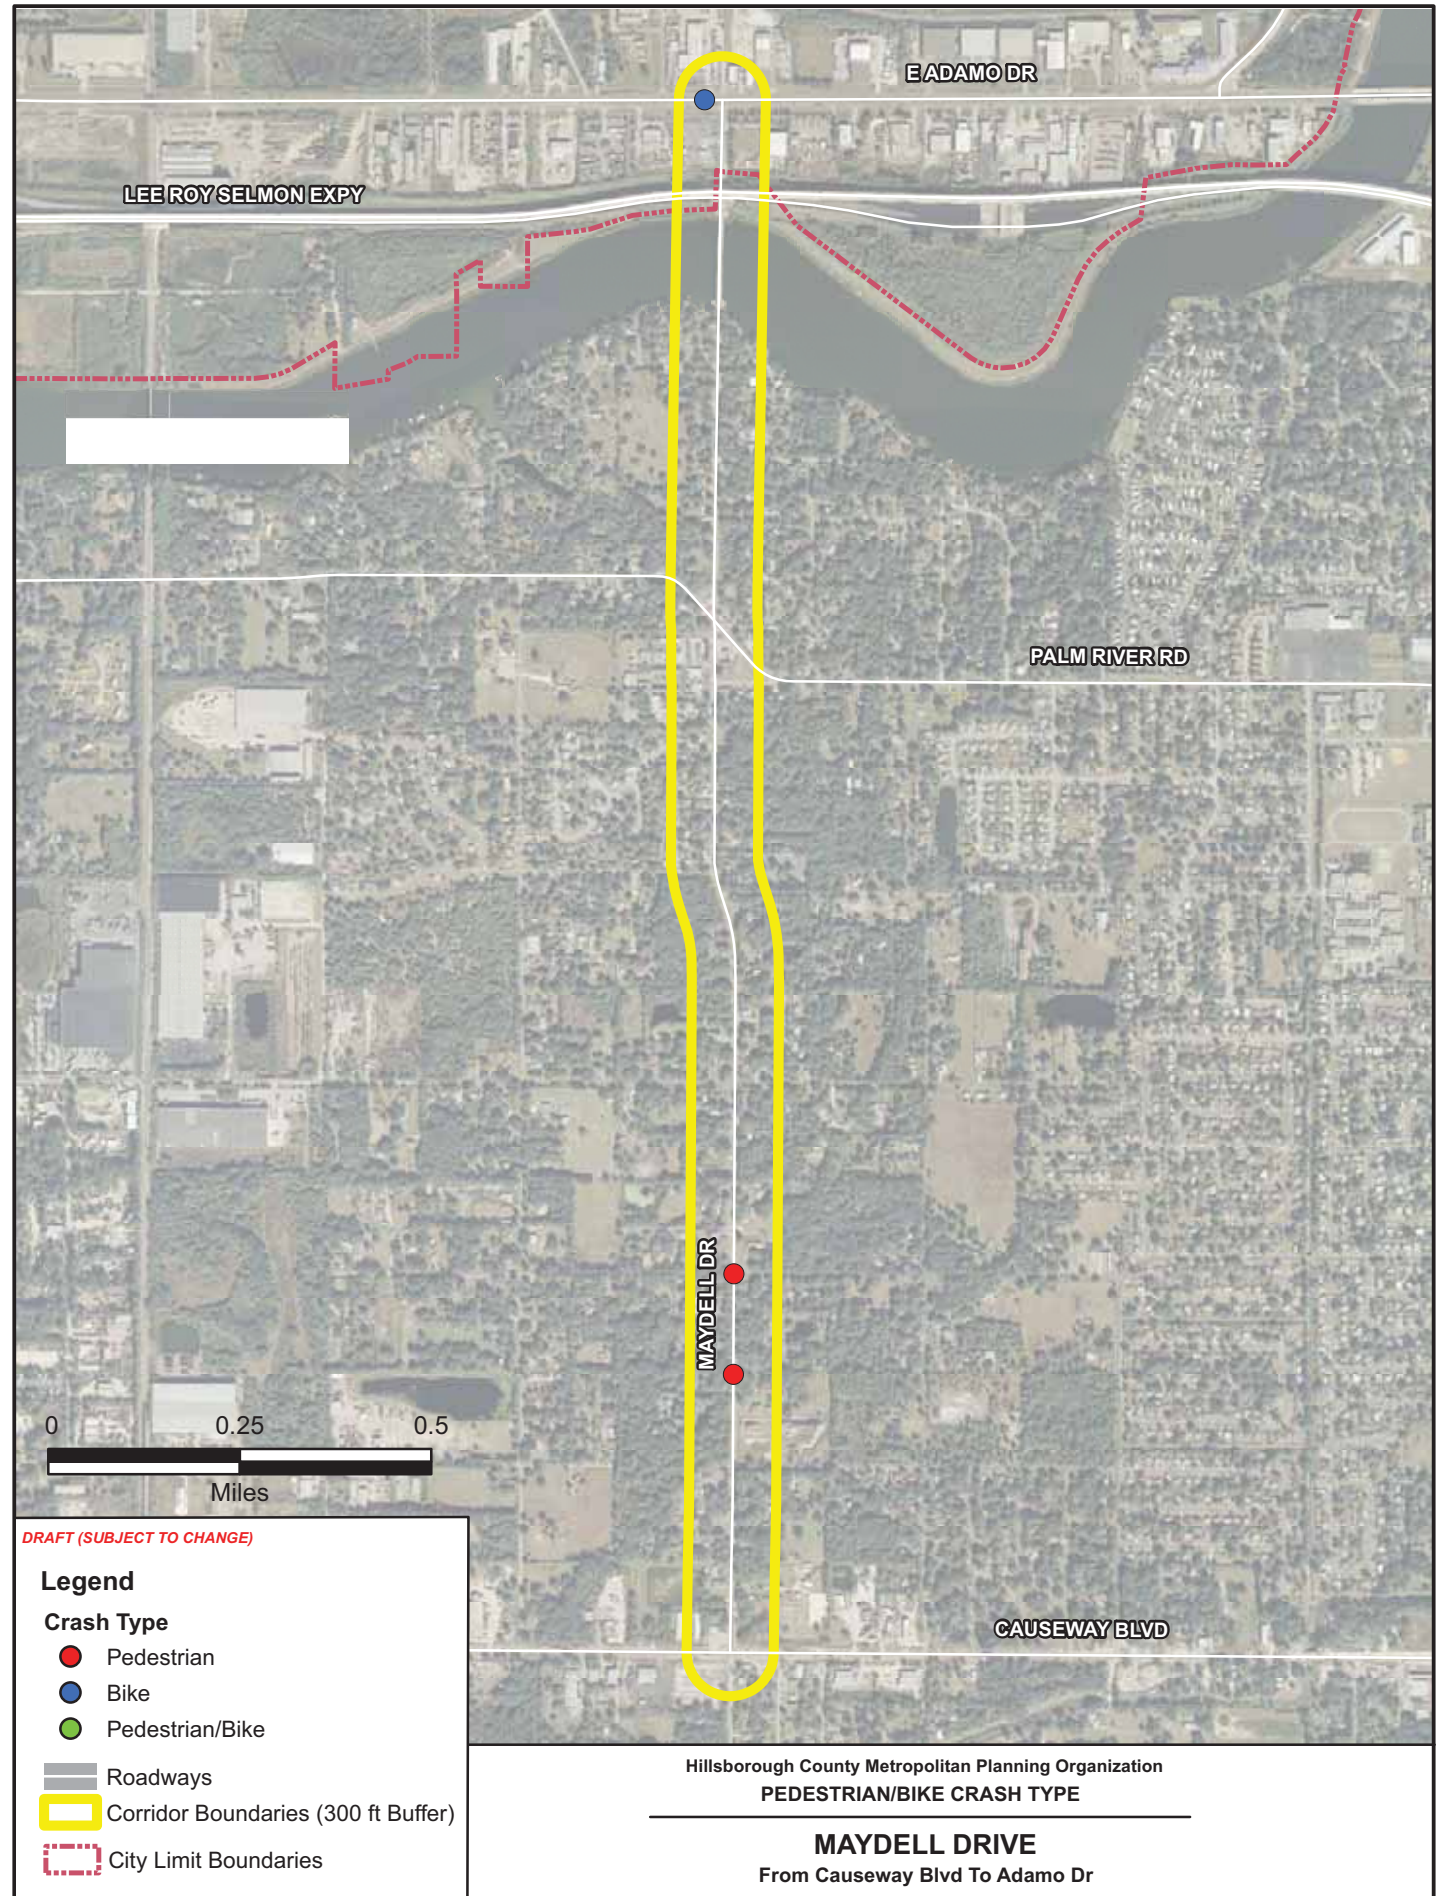 E ADAMO DR
LEE ROY SELMON EXPY
PALM RIVER RD
MAYDELL DR
0 0.25 0.5
Miles
CAUSEWAY BLVD
DRAFT (SUBJECT TO CHANGE)
Legend
Crash Type
Pedestrian
Bike
Pedestrian/Bike
Roadways
Corridor Boundaries (300 ft Buffer)
City Limit Boundaries
Hillsborough County Metropolitan Planning Organization
PEDESTRIAN/BIKE CRASH TYPE
MAYDELL DRIVE
From Causeway Blvd To Adamo Dr